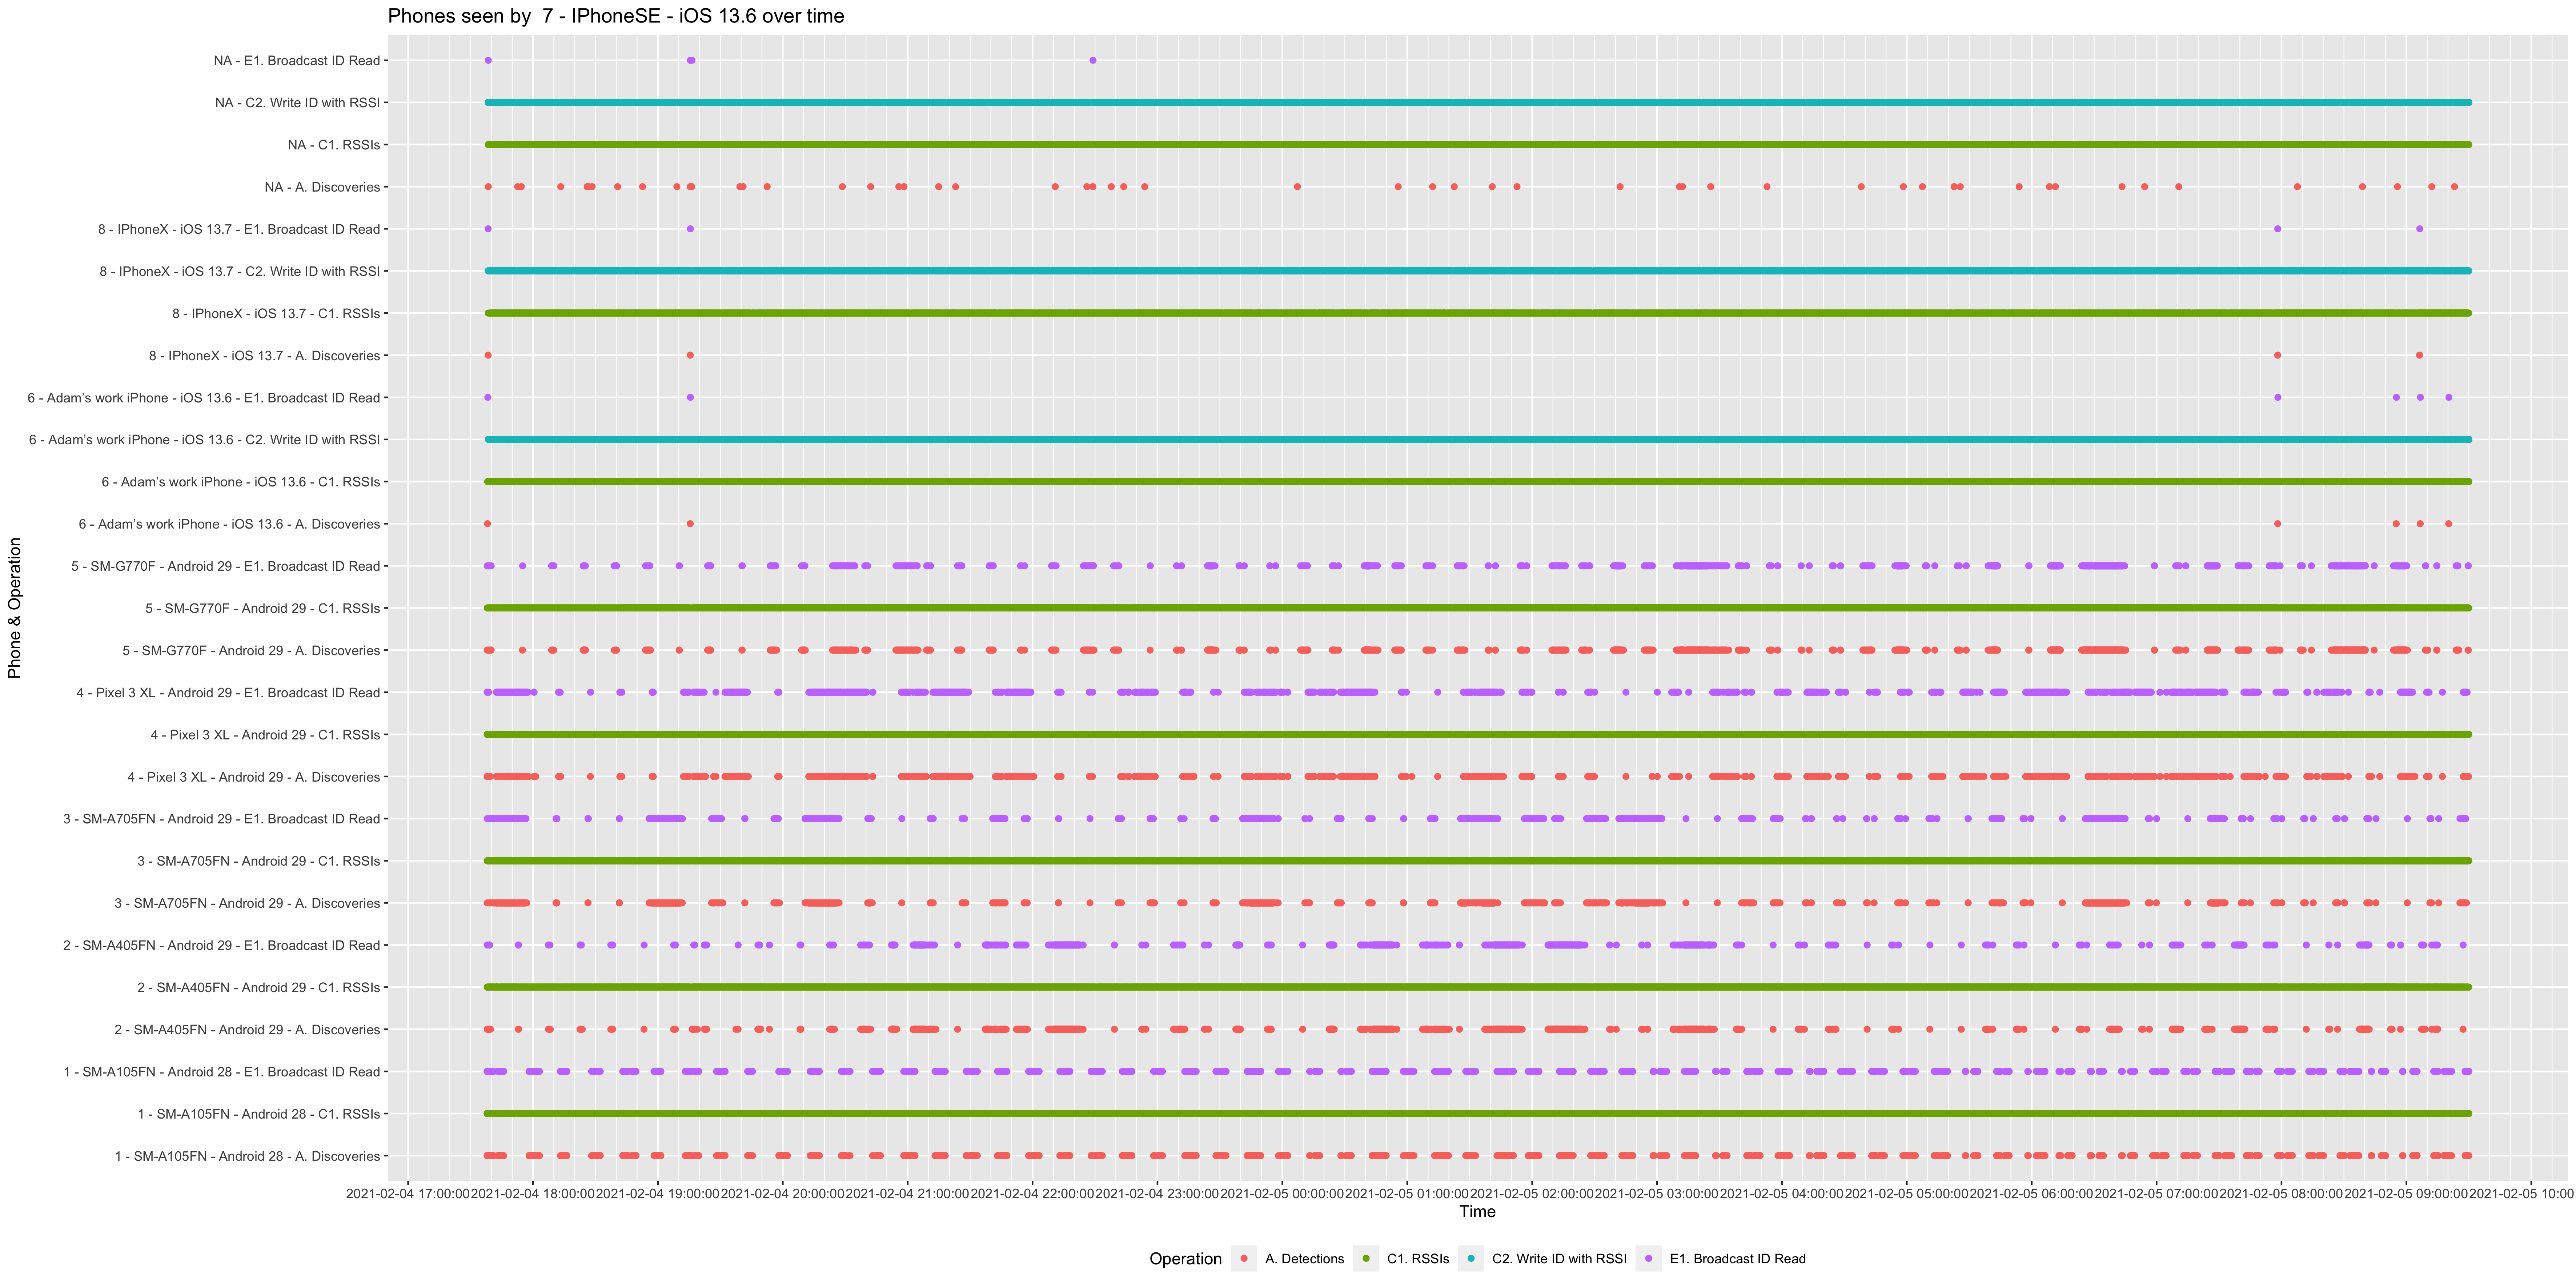 Phones seen by  7 - IPhoneSE - iOS 13.6 over time
Phone & Operation
NA - E1. Broadcast ID Read
NA - C2. Write ID with RSSI
NA - C1. RSSIs
NA - A. Discoveries
8 - IPhoneX - iOS 13.7 - E1. Broadcast ID Read
8 - IPhoneX - iOS 13.7 - C2. Write ID with RSSI
8 - IPhoneX - iOS 13.7 - C1. RSSIs
8 - IPhoneX - iOS 13.7 - A. Discoveries
6 - Adam’s work iPhone - iOS 13.6 - E1. Broadcast ID Read
6 - Adam’s work iPhone - iOS 13.6 - C2. Write ID with RSSI
6 - Adam’s work iPhone - iOS 13.6 - C1. RSSIs
6 - Adam’s work iPhone - iOS 13.6 - A. Discoveries
5 - SM-G770F - Android 29 - E1. Broadcast ID Read
5 - SM-G770F - Android 29 - C1. RSSIs
5 - SM-G770F - Android 29 - A. Discoveries
4 - Pixel 3 XL - Android 29 - E1. Broadcast ID Read
4 - Pixel 3 XL - Android 29 - C1. RSSIs
4 - Pixel 3 XL - Android 29 - A. Discoveries
3 - SM-A705FN - Android 29 - E1. Broadcast ID Read
3 - SM-A705FN - Android 29 - C1. RSSIs
3 - SM-A705FN - Android 29 - A. Discoveries
2 - SM-A405FN - Android 29 - E1. Broadcast ID Read
2 - SM-A405FN - Android 29 - C1. RSSIs
2 - SM-A405FN - Android 29 - A. Discoveries
1 - SM-A105FN - Android 28 - E1. Broadcast ID Read
1 - SM-A105FN - Android 28 - C1. RSSIs
1 - SM-A105FN - Android 28 - A. Discoveries
2021-02-04 17:00:00 2021-02-04 18:00:00 2021-02-04 19:00:00 2021-02-04 20:00:00 2021-02-04 21:00:00 2021-02-04 22:00:00 2021-02-04 23:00:00 2021-02-05 00:00:00 2021-02-05 01:00:00 2021-02-05 02:00:00 2021-02-05 03:00:00 2021-02-05 04:00:00 2021-02-05 05:00:00 2021-02-05 06:00:00 2021-02-05 07:00:00 2021-02-05 08:00:00 2021-02-05 09:00:00 2021-02-05 10:00
Time
Operation A. Detections C1. RSSIs C2. Write ID with RSSI E1. Broadcast ID Read